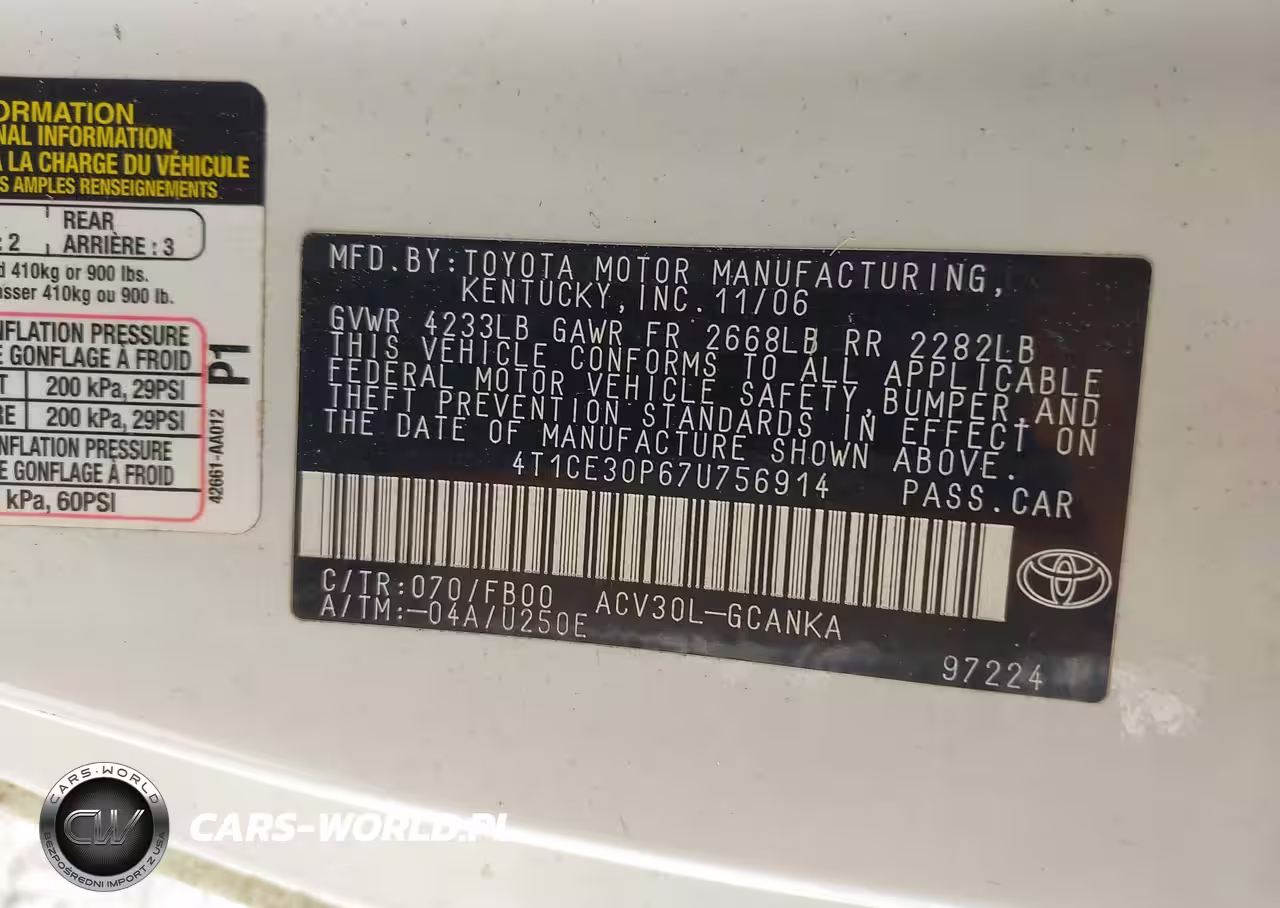 ORMATION
NAL INFORMATION
À LA CHARGE DU VÉHICULE
S AMPLES RENSEIGNEMENTS
REAR
: 2 ARRIÈRE : 3
d 410kg or 900 lbs.
asser 410kg ou 900 lb.
NFLATION PRESSURE
E GONFLAGE À FROID
T 200 kPa, 29PSI
RE 200 kPa, 29PSI
NFLATION PRESSURE
E GONFLAGE À FROID
kPa, 60PSI
P1
42661-AA012
MFD.BY:TOYOTA MOTOR MANUFACTURING,
KENTUCKY, INC. 11/06
GVWR 4233LB GAWR FR 2668LB RR 2282LB
THIS VEHICLE CONFORMS TO ALL APPLICABLE
FEDERAL MOTOR VEHICLE SAFETY, BUMPER, AND
THEFT PREVENTION STANDARDS IN EFFECT ON
THE DATE OF MANUFACTURE SHOWN ABOVE.
4T1CE30P67U756914 PASS.CAR
C/TR:070/FB00 ACV30L-GCANKA
A/TM:-04A/U250E
97224
CARS-WORLD
CW
BEZPOŚREDNI IMPORT Z USA
CARS-WORLD.PL